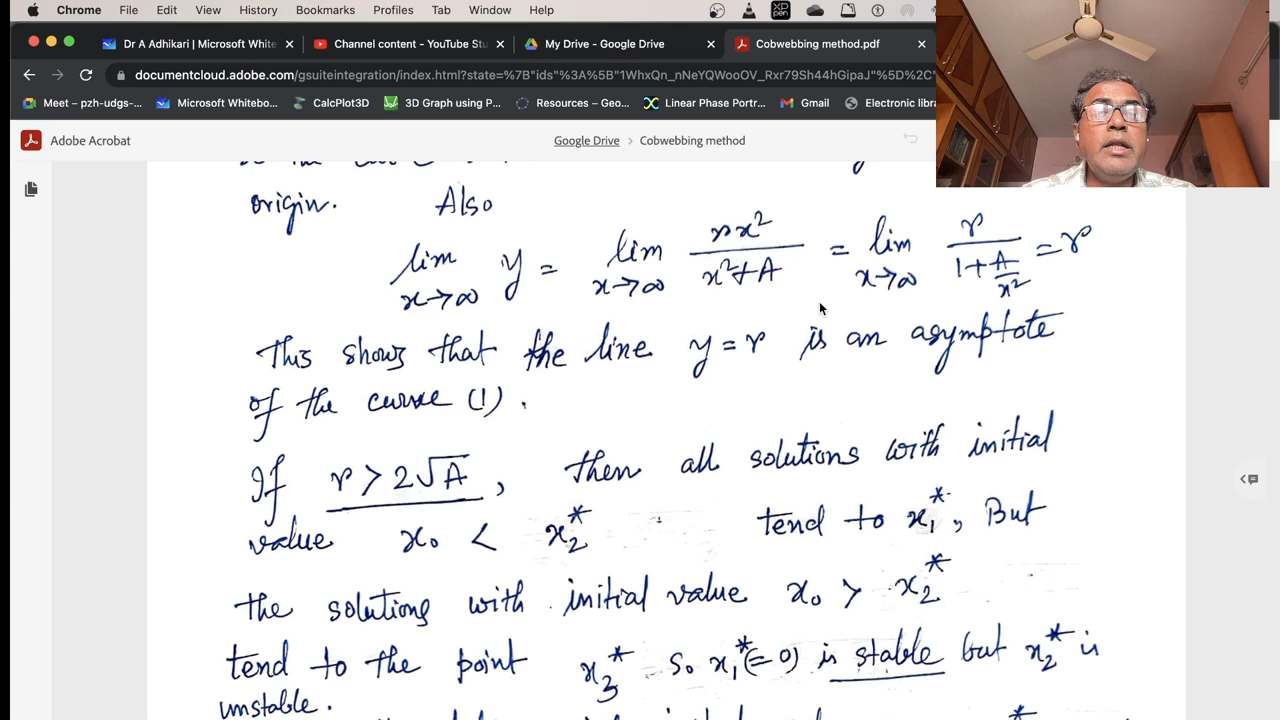 Chrome File Edit View History Bookmarks Profiles Tab Window Help
XD pen
Dr A Adhikari | Microsoft White × Channel content - YouTube Stu × My Drive - Google Drive × Cobwebbing method.pdf ×
documentcloud.adobe.com/gsuiteintegration/index.html?state=%7B"ids"%3A%5B"1WhxQn_nNeYQWooOV_Rxr79Sh44hGipaJ"%5D%2C"
Meet – pzh-udgs-... Microsoft Whitebo... CalcPlot3D 3D Graph using P... Resources – Geo... Linear Phase Portr... Gmail Electronic libra
Adobe Acrobat Google Drive > Cobwebbing method
origin. Also
lim x→∞ y = lim x→∞ rx²/(x²+A) = lim x→∞ r/(1+A/x²) = r
This shows that the line y = r is an asymptote
of the curve (1).
If r > 2√A, then all solutions with initial
value x₀ < x₂* tend to x₁*, But
the solutions with initial value x₀ > x₂*
tend to the point x₃* So x₁*(=0) is stable but x₂* is
unstable.